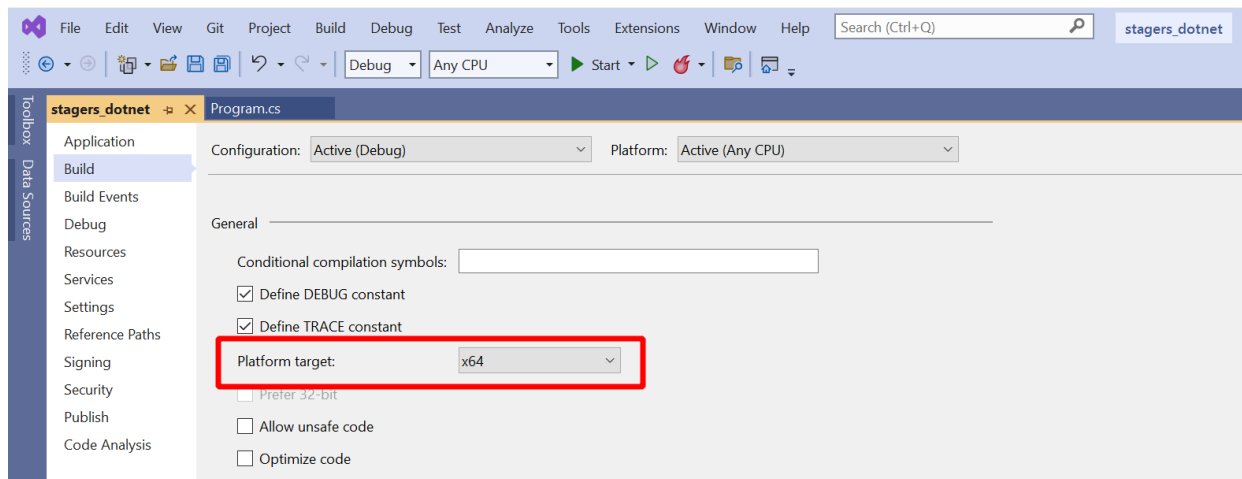 File Edit View Git Project Build Debug Test Analyze Tools Extensions Window Help Search (Ctrl+Q) stagers_dotnet
Debug Any CPU Start
Toolbox
Data Sources
stagers_dotnet Program.cs
Application
Build
Build Events
Debug
Resources
Services
Settings
Reference Paths
Signing
Security
Publish
Code Analysis
Configuration: Active (Debug) Platform: Active (Any CPU)
General
Conditional compilation symbols:
Define DEBUG constant
Define TRACE constant
Platform target: x64
Prefer 32-bit
Allow unsafe code
Optimize code